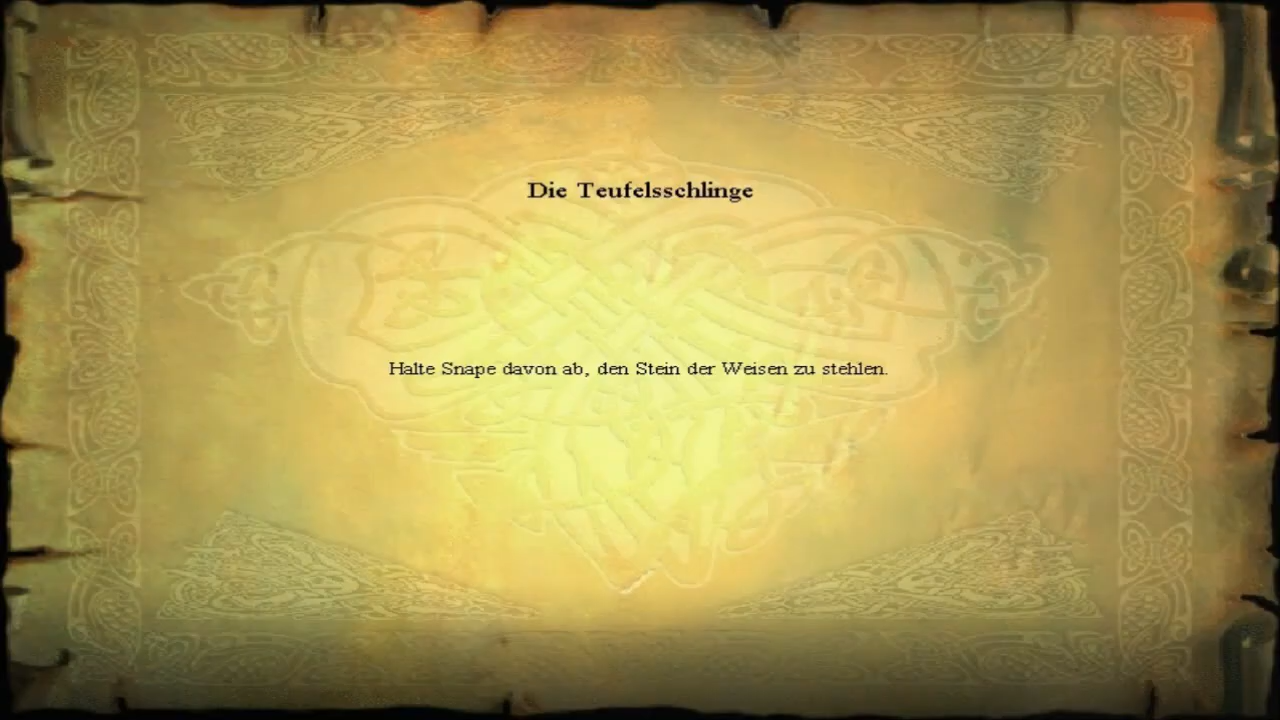 Die Teufelsschlinge
Halte Snape davon ab, den Stein der Weisen zu stehlen.